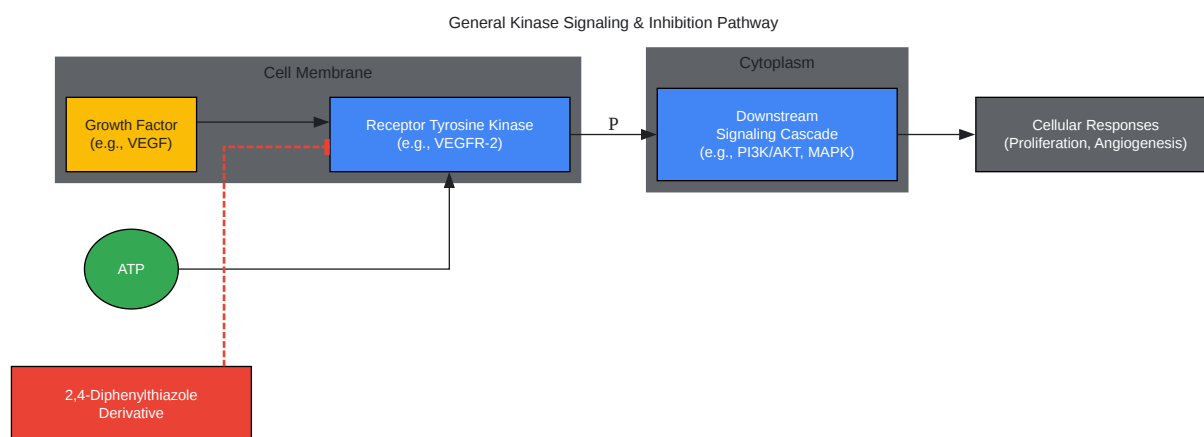 General Kinase Signaling & Inhibition Pathway
Cell Membrane
Cytoplasm
Growth Factor
(e.g., VEGF)
Receptor Tyrosine Kinase
(e.g., VEGFR-2)
P
Downstream
Signaling Cascade
(e.g., PI3K/AKT, MAPK)
Cellular Responses
(Proliferation, Angiogenesis)
ATP
2,4-Diphenylthiazole
Derivative